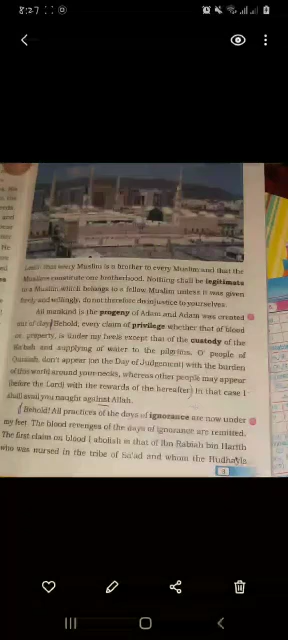 8:27
Learn that every Muslim is a brother to every Muslim and that the
Muslims constitute one brotherhood. Nothing shall be legitimate
to a Muslim which belongs to a fellow Muslim unless it was given
freely and willingly, do not therefore do injustice to yourselves.
All mankind is the progeny of Adam and Adam was created
out of clay. Behold, every claim of privilege whether that of blood
or property, is under my heels except that of the custody of the
Ka'bah and supplying of water to the pilgrims. O' people of
Quraish, don't appear (on the Day of Judgement) with the burden
of this world around your necks, whereas other people may appear
(before the Lord) with the rewards of the hereafter) in that case I
shall avail you naught against Allah.
Behold! All practices of the days of ignorance are now under
my feet. The blood revenges of the days of ignorance are remitted.
The first claim on blood I abolish is that of Ibn Rabiah bin Harith
who was nursed in the tribe of Sa'ad and whom the Hudhayls
3
He
and